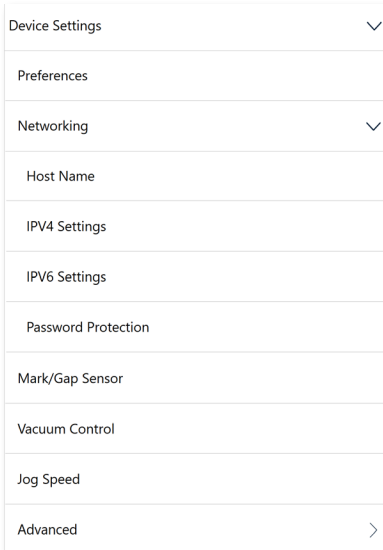 Device Settings
Preferences
Networking
Host Name
IPV4 Settings
IPV6 Settings
Password Protection
Mark/Gap Sensor
Vacuum Control
Jog Speed
Advanced